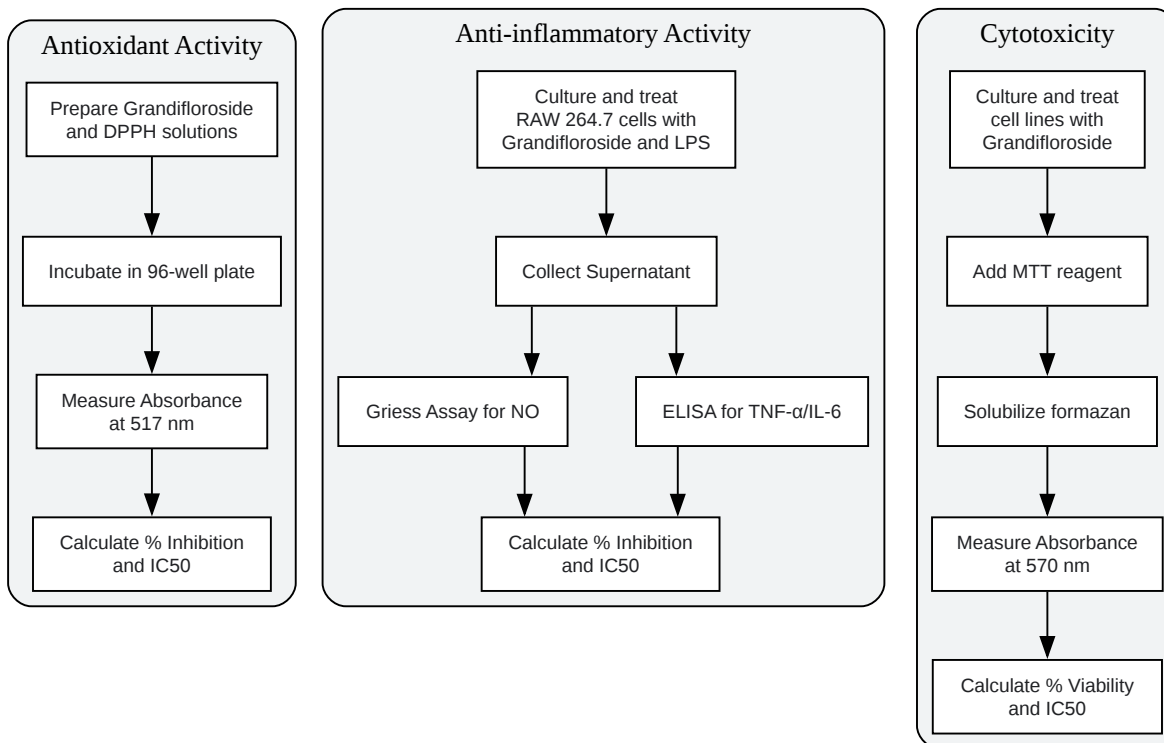 Antioxidant Activity
Prepare Grandifloroside
and DPPH solutions
Incubate in 96-well plate
Measure Absorbance
at 517 nm
Calculate % Inhibition
and IC50
Anti-inflammatory Activity
Culture and treat
RAW 264.7 cells with
Grandifloroside and LPS
Collect Supernatant
Griess Assay for NO
ELISA for TNF-α/IL-6
Calculate % Inhibition
and IC50
Cytotoxicity
Culture and treat
cell lines with
Grandifloroside
Add MTT reagent
Solubilize formazan
Measure Absorbance
at 570 nm
Calculate % Viability
and IC50